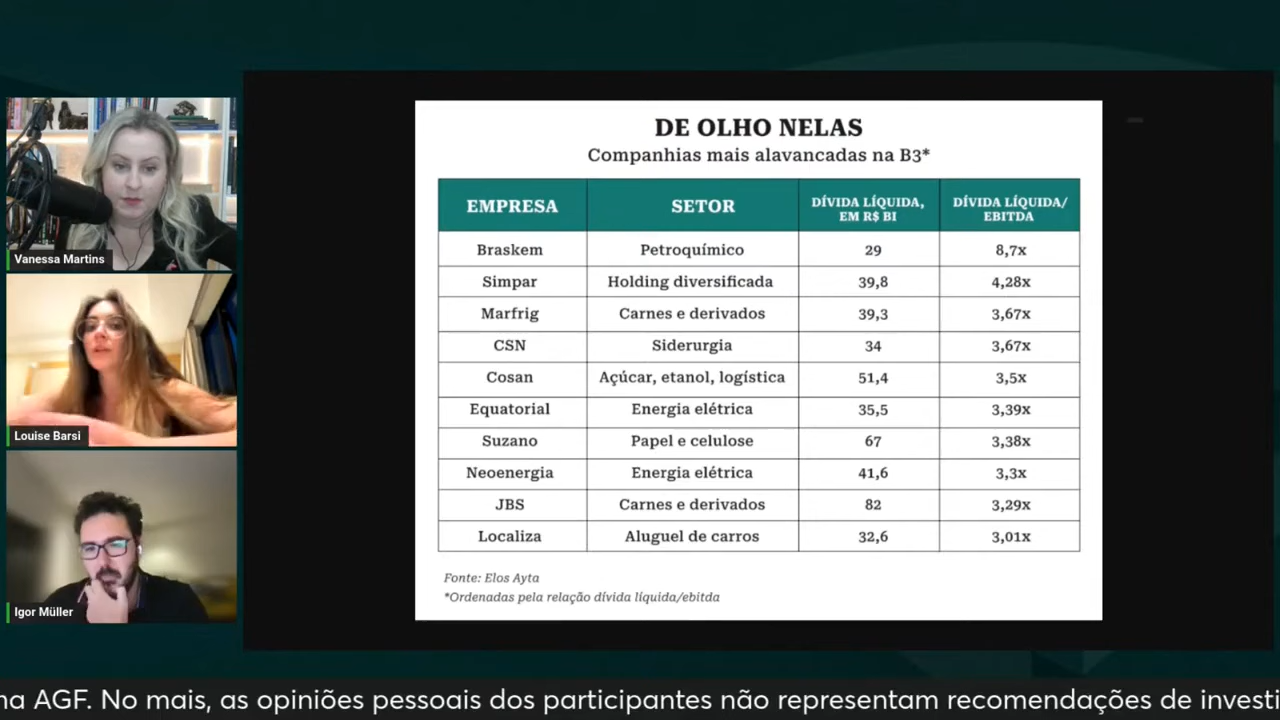 Vanessa Martins
Louise Barsi
Igor Müller
DE OLHO NELAS
Companhias mais alavancadas na B3*
EMPRESA SETOR DÍVIDA LÍQUIDA, EM R$ BI DÍVIDA LÍQUIDA/ EBITDA
Braskem Petroquímico 29 8,7x
Simpar Holding diversificada 39,8 4,28x
Marfrig Carnes e derivados 39,3 3,67x
CSN Siderurgia 34 3,67x
Cosan Açúcar, etanol, logística 51,4 3,5x
Equatorial Energia elétrica 35,5 3,39x
Suzano Papel e celulose 67 3,38x
Neoenergia Energia elétrica 41,6 3,3x
JBS Carnes e derivados 82 3,29x
Localiza Aluguel de carros 32,6 3,01x
Fonte: Elos Ayta
*Ordenadas pela relação dívida líquida/ebitda
na AGF. No mais, as opiniões pessoais dos participantes não representam recomendações de investi